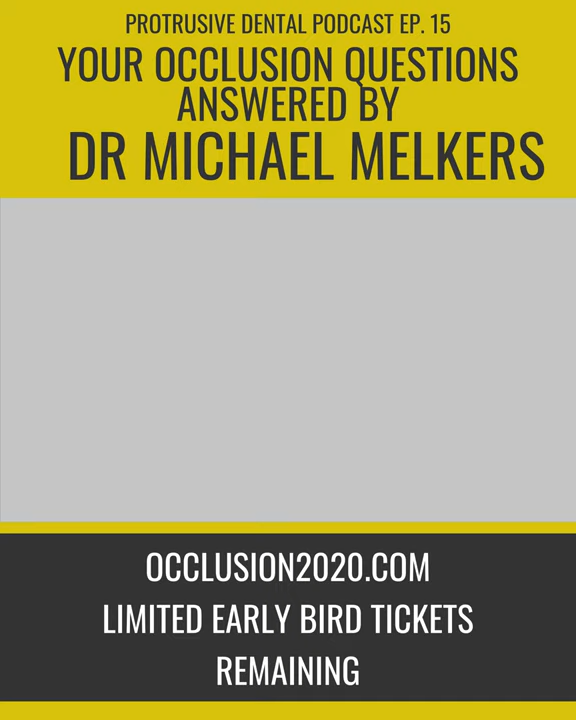 PROTRUSIVE DENTAL PODCAST EP. 15
YOUR OCCLUSION QUESTIONS
ANSWERED BY
DR MICHAEL MELKERS
OCCLUSION2020.COM
LIMITED EARLY BIRD TICKETS
REMAINING